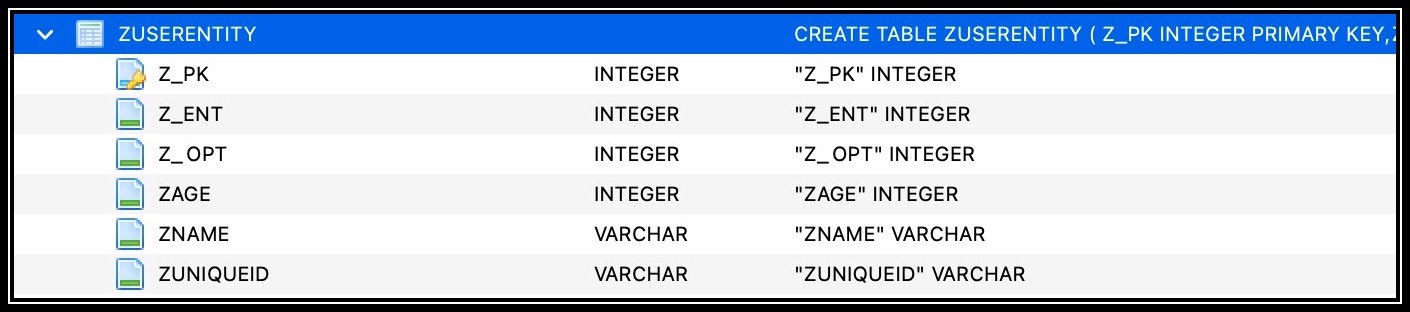 ZUSERENTITY CREATE TABLE ZUSERENTITY ( Z_PK INTEGER PRIMARY KEY,
Z_PK INTEGER "Z_PK" INTEGER
Z_ENT INTEGER "Z_ENT" INTEGER
Z_OPT INTEGER "Z_OPT" INTEGER
ZAGE INTEGER "ZAGE" INTEGER
ZNAME VARCHAR "ZNAME" VARCHAR
ZUNIQUEID VARCHAR "ZUNIQUEID" VARCHAR